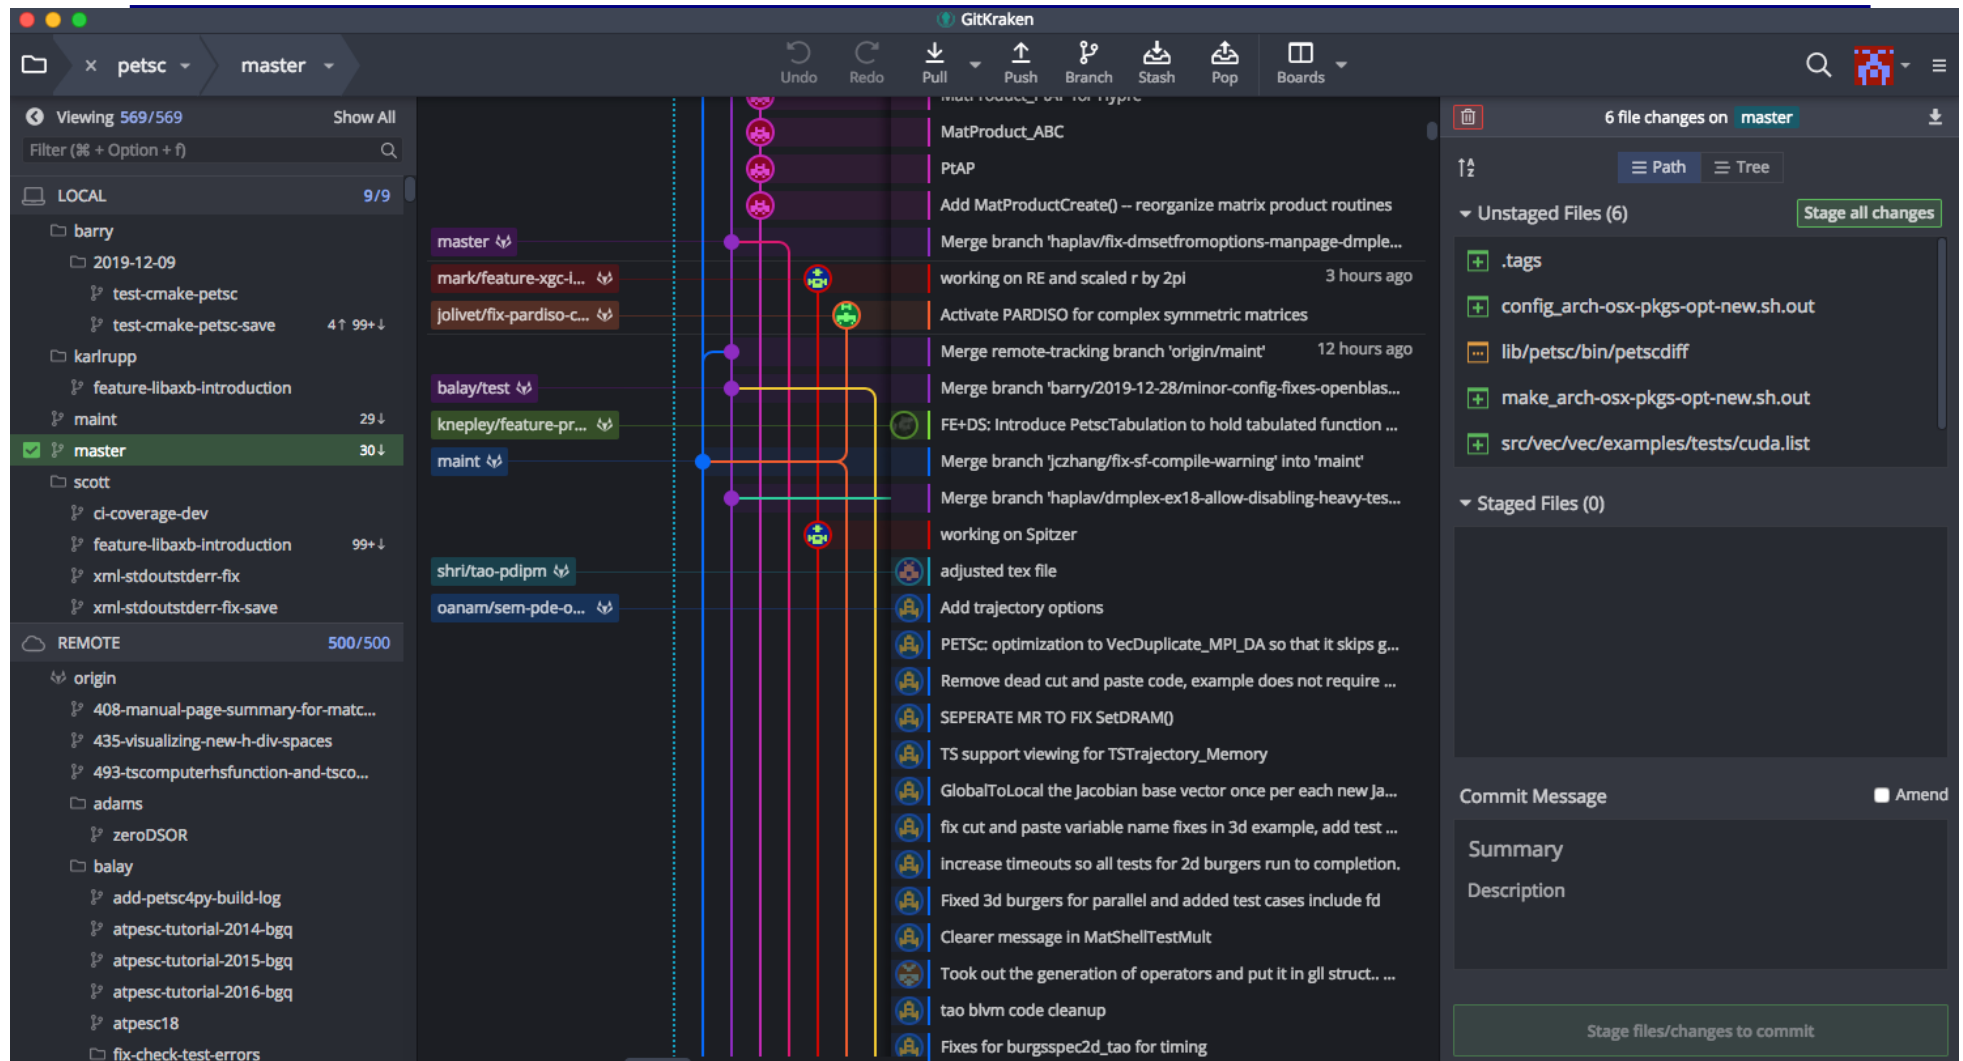 GitKraken
petsc
master
Undo
Redo
Pull
Push
Branch
Stash
Pop
Boards
Viewing 569/569
Show All
Filter (⌘ + Option + f)
LOCAL 9/9
barry
2019-12-09
test-cmake-petsc
test-cmake-petsc-save 4↑ 99+↓
karlrupp
feature-libaxb-introduction
maint 29↓
master 30↓
scott
ci-coverage-dev
feature-libaxb-introduction 99+↓
xml-stdoutstderr-fix
xml-stdoutstderr-fix-save
REMOTE 500/500
origin
408-manual-page-summary-for-matc...
435-visualizing-new-h-div-spaces
493-tscomputerhsfunction-and-tsco...
adams
zeroDSOR
balay
add-petsc4py-build-log
atpesc-tutorial-2014-bgq
atpesc-tutorial-2015-bgq
atpesc-tutorial-2016-bgq
atpesc18
fix-check-test-errors
MatProduct_PtAP for Hypre
MatProduct_ABC
PtAP
Add MatProductCreate() -- reorganize matrix product routines
master
Merge branch 'haplav/fix-dmsetfromoptions-manpage-dmple...
mark/feature-xgc-i...
working on RE and scaled r by 2pi
3 hours ago
jolivet/fix-pardiso-c...
Activate PARDISO for complex symmetric matrices
Merge remote-tracking branch 'origin/maint'
12 hours ago
balay/test
Merge branch 'barry/2019-12-28/minor-config-fixes-openblas...
knepley/feature-pr...
FE+DS: Introduce PetscTabulation to hold tabulated function ...
maint
Merge branch 'jczhang/fix-sf-compile-warning' into 'maint'
Merge branch 'haplav/dmplex-ex18-allow-disabling-heavy-tes...
working on Spitzer
shri/tao-pdipm
adjusted tex file
oanam/sem-pde-o...
Add trajectory options
PETSc: optimization to VecDuplicate_MPI_DA so that it skips g...
Remove dead cut and paste code, example does not require ...
SEPERATE MR TO FIX SetDRAM()
TS support viewing for TSTrajectory_Memory
GlobalToLocal the Jacobian base vector once per each new Ja...
fix cut and paste variable name fixes in 3d example, add test ...
increase timeouts so all tests for 2d burgers run to completion.
Fixed 3d burgers for parallel and added test cases include fd
Clearer message in MatShellTestMult
Took out the generation of operators and put it in gll struct.. ...
tao blvm code cleanup
Fixes for burgsspec2d_tao for timing
6 file changes on master
Path
Tree
Unstaged Files (6)
Stage all changes
.tags
config_arch-osx-pkgs-opt-new.sh.out
lib/petsc/bin/petscdiff
make_arch-osx-pkgs-opt-new.sh.out
src/vec/vec/examples/tests/cuda.list
Staged Files (0)
Commit Message
Amend
Summary
Description
Stage files/changes to commit